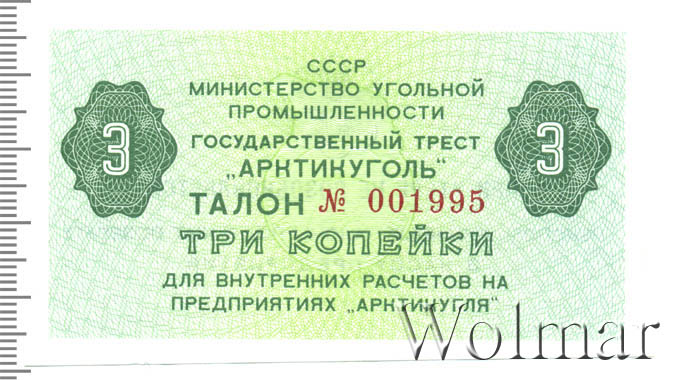 СССР
МИНИСТЕРСТВО УГОЛЬНОЙ
ПРОМЫШЛЕННОСТИ
ГОСУДАРСТВЕННЫЙ ТРЕСТ
„АРКТИКУГОЛЬ“
3 3
ТАЛОН № 001995
ТРИ КОПЕЙКИ
ДЛЯ ВНУТРЕННИХ РАСЧЕТОВ НА
ПРЕДПРИЯТИЯХ „АРКТИКУГЛЯ“
Wolmar